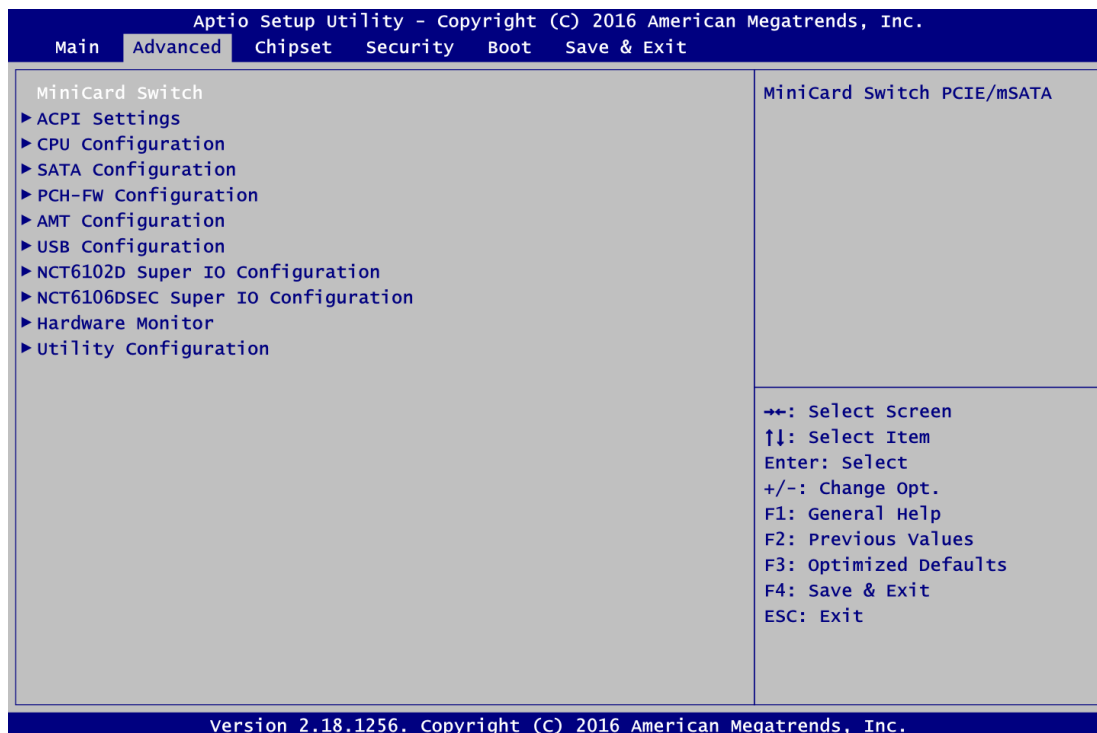 Aptio Setup Utility – Copyright (C) 2016 American Megatrends, Inc.
Main Advanced Chipset Security Boot Save & Exit
MiniCard Switch
▶ ACPI Settings
▶ CPU Configuration
▶ SATA Configuration
▶ PCH-FW Configuration
▶ AMT Configuration
▶ USB Configuration
▶ NCT6102D Super IO Configuration
▶ NCT6106DSEC Super IO Configuration
▶ Hardware Monitor
▶ Utility Configuration
MiniCard Switch PCIE/mSATA
→←: Select Screen
↑↓: Select Item
Enter: Select
+/-: Change Opt.
F1: General Help
F2: Previous Values
F3: Optimized Defaults
F4: Save & Exit
ESC: Exit
Version 2.18.1256. Copyright (C) 2016 American Megatrends, Inc.